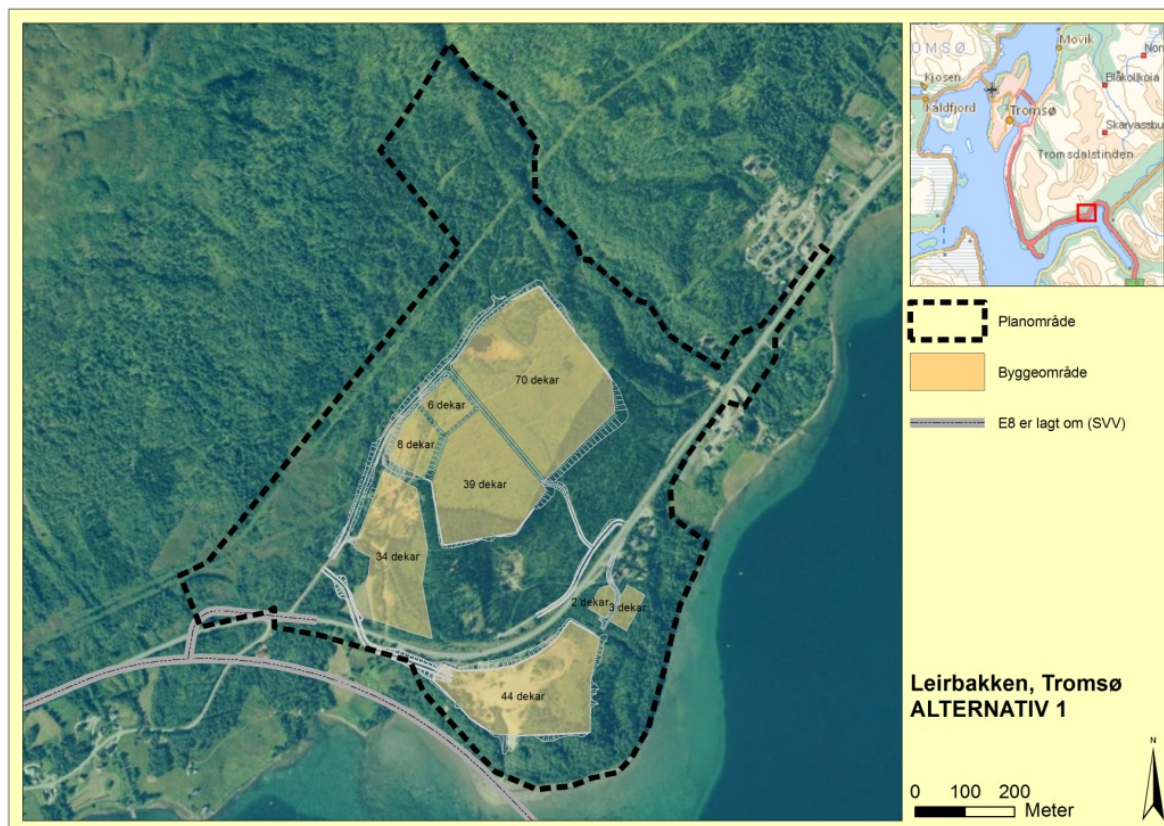 70 dekar
6 dekar
8 dekar
39 dekar
34 dekar
2 dekar
3 dekar
44 dekar
OMSØ
Movik
Kjosen
Blåkollkoia
Kaldfjord
Tromsø
Skarvassbu
Tromsdalstinden
Planområde
Byggeområde
E8 er lagt om (SVV)
Leirbakken, Tromsø
ALTERNATIV 1
N
0 100 200
Meter